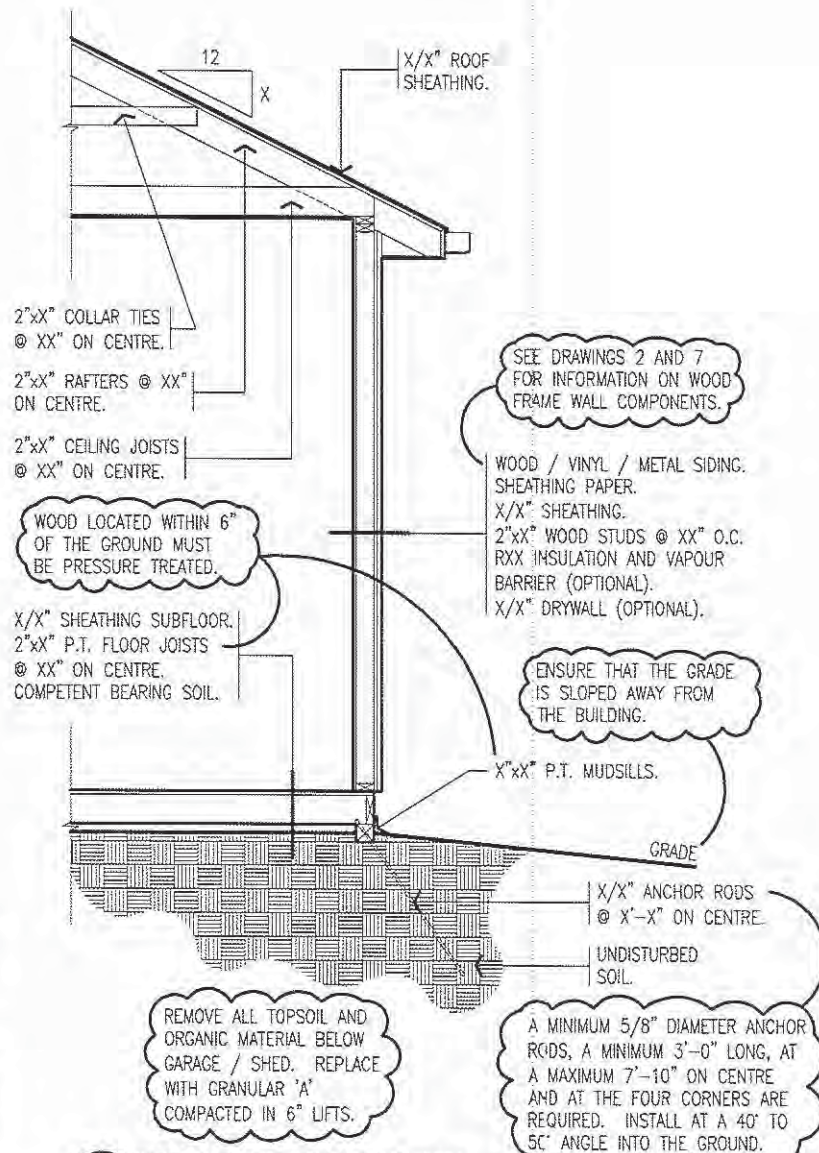 12
X
X/X" ROOF
SHEATHING.
2"xX" COLLAR TIES
@ XX" ON CENTRE.
2"xX" RAFTERS @ XX"
ON CENTRE.
2"xX" CEILING JOISTS
@ XX" ON CENTRE.
SEE DRAWINGS 2 AND 7
FOR INFORMATION ON WOOD
FRAME WALL COMPONENTS.
WOOD / VINYL / METAL SIDING.
SHEATHING PAPER.
X/X" SHEATHING.
2"xX" WOOD STUDS @ XX" O.C.
RXX INSULATION AND VAPOUR
BARRIER (OPTIONAL).
X/X" DRYWALL (OPTIONAL).
WOOD LOCATED WITHIN 6"
OF THE GROUND MUST
BE PRESSURE TREATED.
X/X" SHEATHING SUBFLOOR.
2"xX" P.T. FLOOR JOISTS
@ XX" ON CENTRE.
COMPETENT BEARING SOIL.
ENSURE THAT THE GRADE
IS SLOPED AWAY FROM
THE BUILDING.
X"xX" P.T. MUDSILLS.
GRADE
X/X" ANCHOR RODS
@ X'-X" ON CENTRE.
UNDISTURBED
SOIL.
REMOVE ALL TOPSOIL AND
ORGANIC MATERIAL BELOW
GARAGE / SHED. REPLACE
WITH GRANULAR 'A'
COMPACTED IN 6" LIFTS.
A MINIMUM 5/8" DIAMETER ANCHOR
RODS, A MINIMUM 3'-0" LONG, AT
A MAXIMUM 7'-10" ON CENTRE
AND AT THE FOUR CORNERS ARE
REQUIRED. INSTALL AT A 40° TO
50° ANGLE INTO THE GROUND.